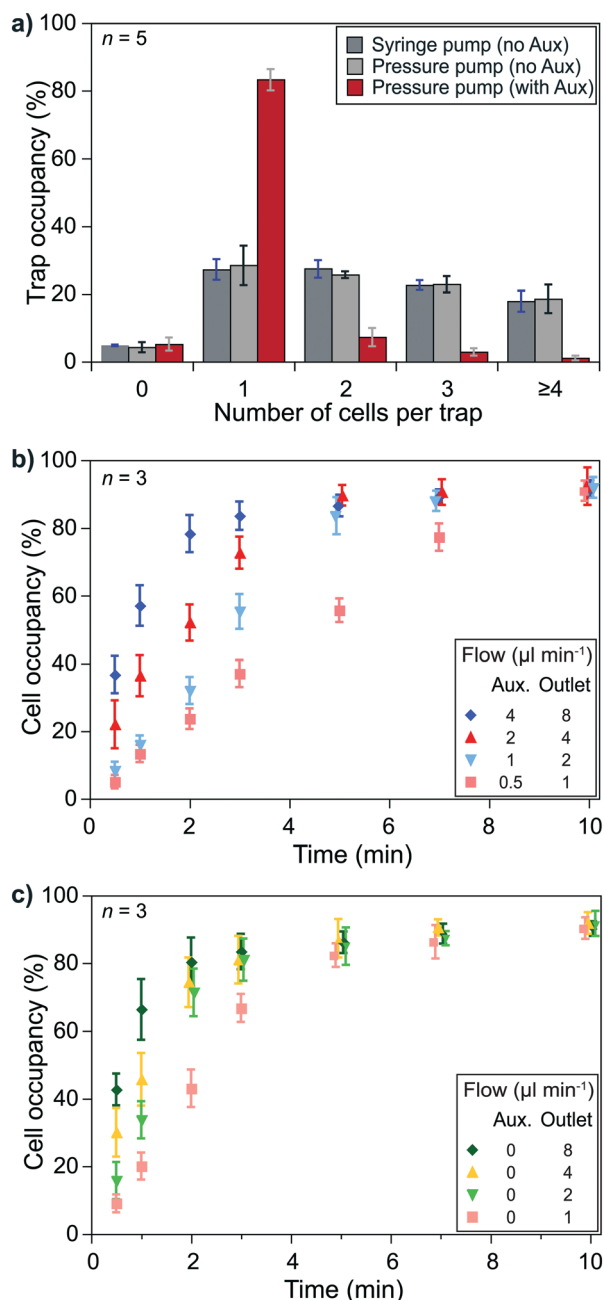 a)
n = 5
Syringe pump (no Aux)
Pressure pump (no Aux)
Pressure pump (with Aux)
Trap occupancy (%)
100
80
60
40
20
0
0 1 2 3 ≥4
Number of cells per trap
b)
n = 3
Cell occupancy (%)
100
80
60
40
20
0
Flow (µl min-1)
Aux. Outlet
4 8
2 4
1 2
0.5 1
0 2 4 6 8 10
Time (min)
c)
n = 3
Cell occupancy (%)
100
80
60
40
20
0
Flow (µl min-1)
Aux. Outlet
0 8
0 4
0 2
0 1
0 2 4 6 8 10
Time (min)